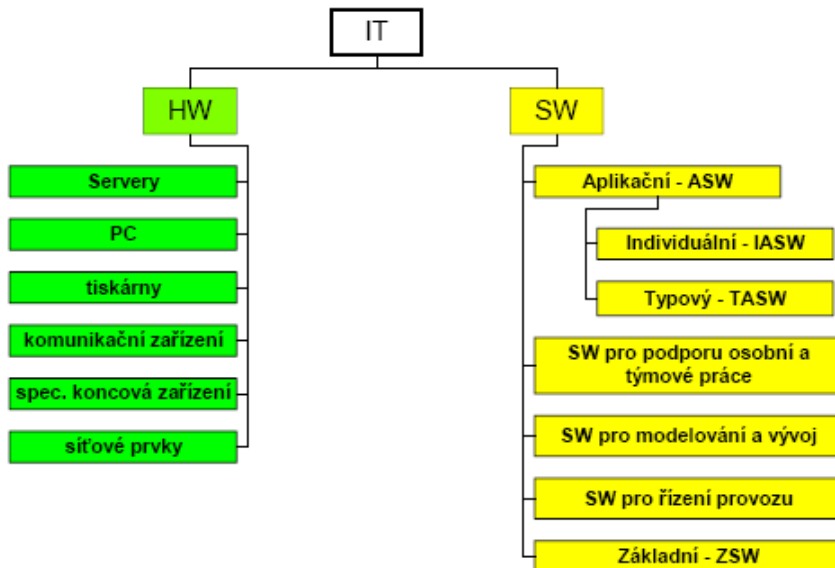 IT
HW
SW
Servery
PC
tiskárny
komunikační zařízení
spec. koncová zařízení
síťové prvky
Aplikační - ASW
Individuální - IASW
Typový - TASW
SW pro podporu osobní a
týmové práce
SW pro modelování a vývoj
SW pro řízení provozu
Základní - ZSW